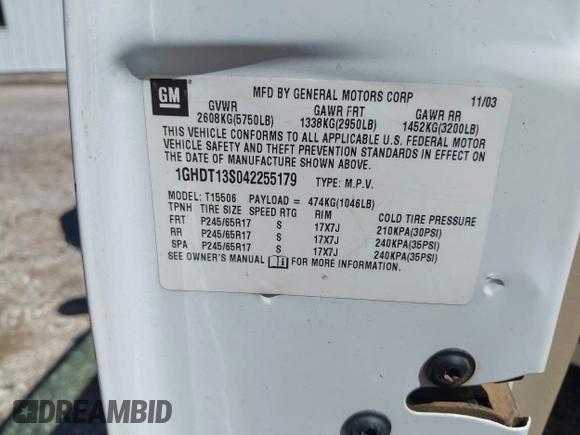 GM
MFD BY GENERAL MOTORS CORP 11/03
GVWR GAWR FRT GAWR RR
2608KG(5750LB) 1338KG(2950LB) 1452KG(3200LB)
THIS VEHICLE CONFORMS TO ALL APPLICABLE U.S. FEDERAL MOTOR
VEHICLE SAFETY AND THEFT PREVENTION STANDARDS IN EFFECT ON
THE DATE OF MANUFACTURE SHOWN ABOVE.
1GHDT13S042255179 TYPE: M.P.V.
MODEL: T15506 PAYLOAD = 474KG(1046LB)
TPNH TIRE SIZE SPEED RTG RIM COLD TIRE PRESSURE
FRT P245/65R17 S 17X7J 210KPA(30PSI)
RR P245/65R17 S 17X7J 240KPA(35PSI)
SPA P245/65R17 S 17X7J 240KPA(35PSI)
SEE OWNER'S MANUAL FOR MORE INFORMATION.
DREAMBID